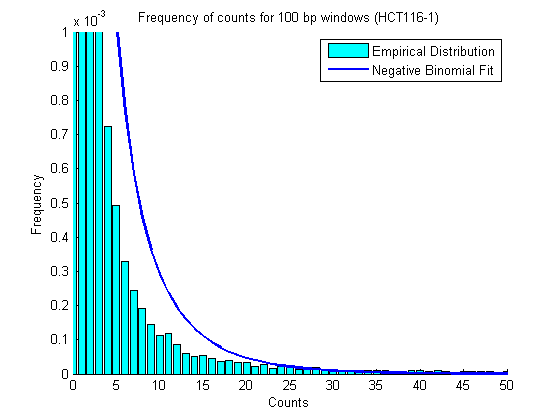 Frequency of counts for 100 bp windows (HCT116-1)
x 10^-3
Empirical Distribution
Negative Binomial Fit
1
0.9
0.8
0.7
0.6
0.5
0.4
0.3
0.2
0.1
0
Frequency
0 5 10 15 20 25 30 35 40 45 50
Counts